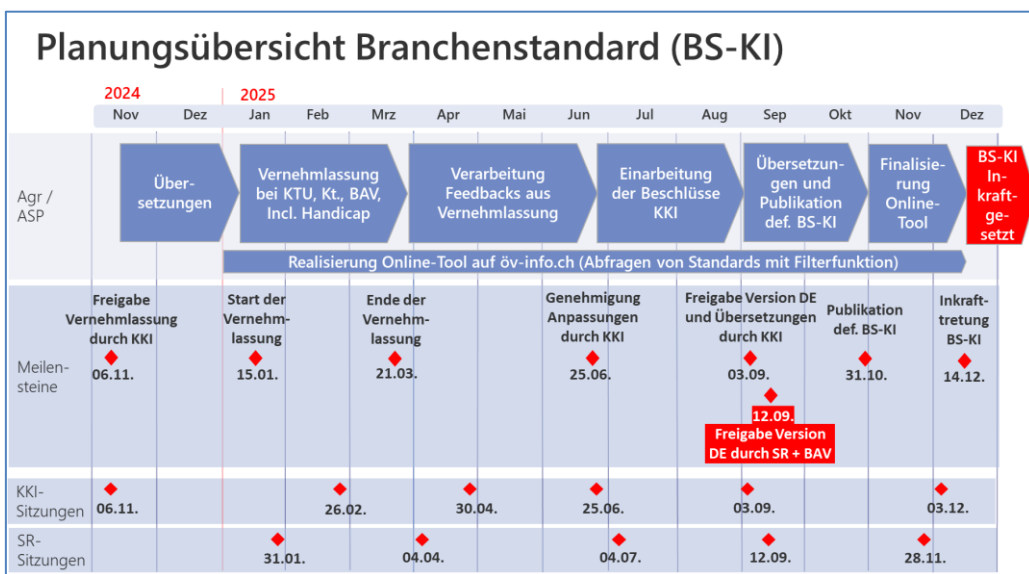 Planungsübersicht Branchenstandard (BS-KI)
2024
2025
Nov
Dez
Jan
Feb
Mrz
Apr
Mai
Jun
Jul
Aug
Sep
Okt
Nov
Dez
Agr /
ASP
Über-
setzungen
Vernehmlassung
bei KTU, Kt., BAV,
Incl. Handicap
Verarbeitung
Feedbacks aus
Vernehmlassung
Einarbeitung
der Beschlüsse
KKI
Übersetzun-
gen und
Publikation
def. BS-KI
Finalisie-
rung
Online-
Tool
BS-KI
In-
kraft-
ge-
setzt
Realisierung Online-Tool auf öv-info.ch (Abfragen von Standards mit Filterfunktion)
Meilen-
steine
Freigabe
Vernehmlassung
durch KKI
06.11.
Start der
Vernehm-
lassung
15.01.
Ende der
Vernehm-
lassung
21.03.
Genehmigung
Anpassungen
durch KKI
25.06.
Freigabe Version DE
und Übersetzungen
durch KKI
03.09.
12.09.
Freigabe Version
DE durch SR + BAV
Publikation
def. BS-KI
31.10.
Inkraft-
tretung
BS-KI
14.12.
KKI-
Sitzungen
06.11.
26.02.
30.04.
25.06.
03.09.
03.12.
SR-
Sitzungen
31.01.
04.04.
04.07.
12.09.
28.11.